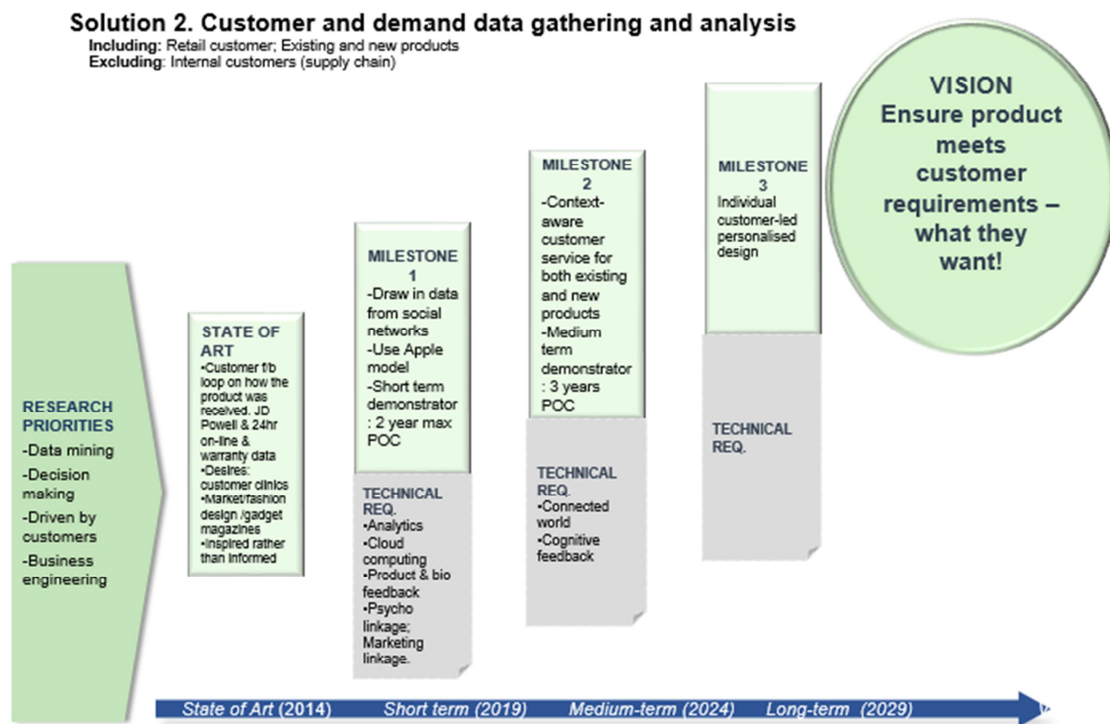 Solution 2. Customer and demand data gathering and analysis
Including: Retail customer; Existing and new products
Excluding: Internal customers (supply chain)
RESEARCH
PRIORITIES
-Data mining
-Decision
making
-Driven by
customers
-Business
engineering
STATE OF
ART
•Customer f/b
loop on how the
product was
received. JD
Powell & 24hr
on-line &
warranty data
•Desires:
customer clinics
•Market/fashion
design /gadget
magazines
•Inspired rather
than informed
MILESTONE
1
-Draw in data
from social
networks
-Use Apple
model
-Short term
demonstrator
: 2 year max
POC
TECHNICAL
REQ.
•Analytics
•Cloud
computing
•Product & bio
feedback
•Psycho
linkage;
Marketing
linkage.
MILESTONE
2
-Context-
aware
customer
service for
both existing
and new
products
-Medium
term
demonstrator
: 3 years
POC
TECHNICAL
REQ.
•Connected
world
•Cognitive
feedback
MILESTONE
3
Individual
customer-led
personalised
design
TECHNICAL
REQ.
VISION
Ensure product
meets
customer
requirements –
what they
want!
State of Art (2014) Short term (2019) Medium-term (2024) Long-term (2029)